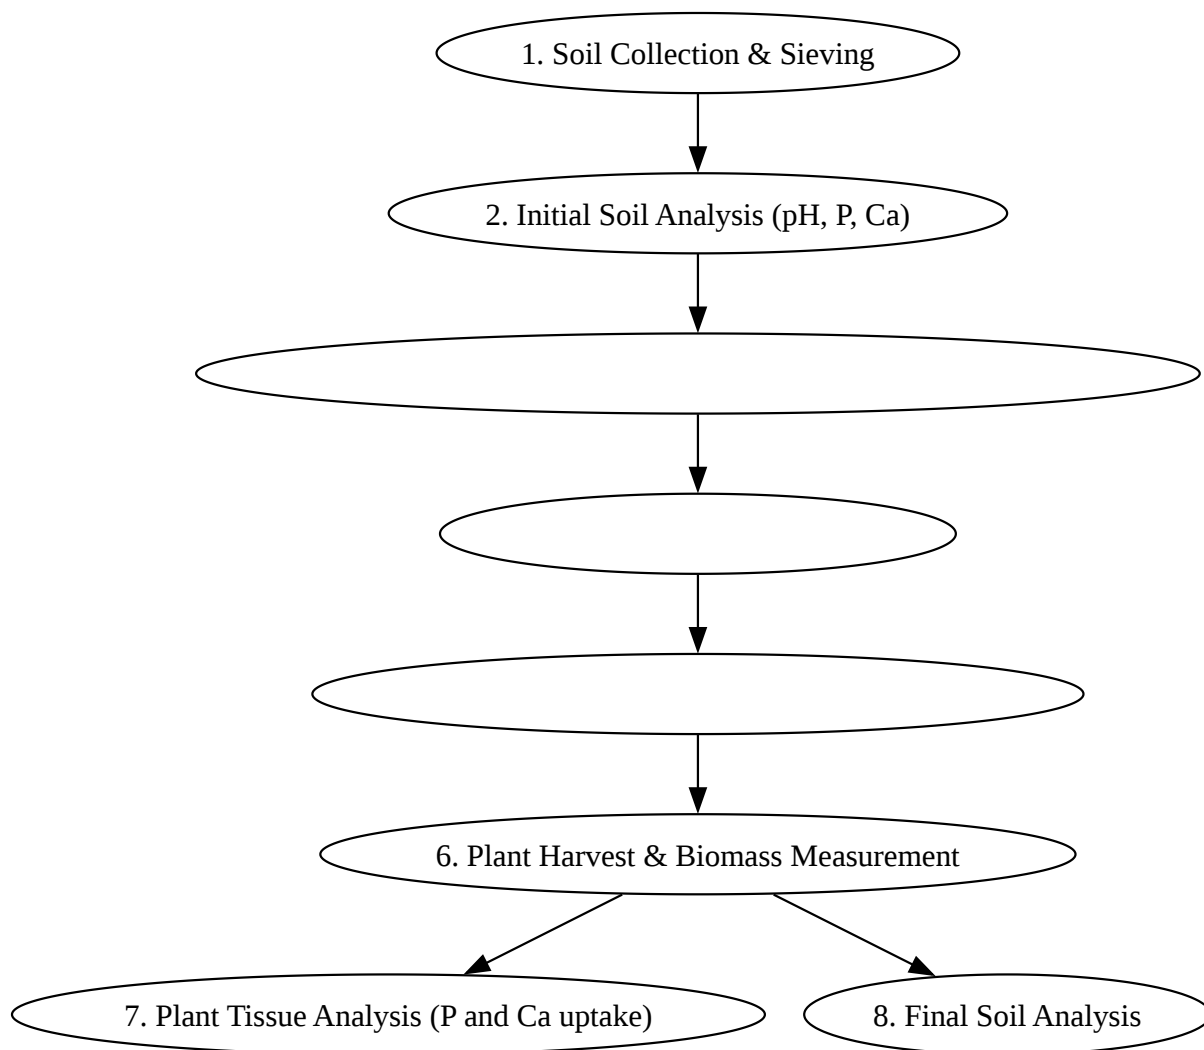 1. Soil Collection & Sieving
2. Initial Soil Analysis (pH, P, Ca)
6. Plant Harvest & Biomass Measurement
7. Plant Tissue Analysis (P and Ca uptake)
8. Final Soil Analysis